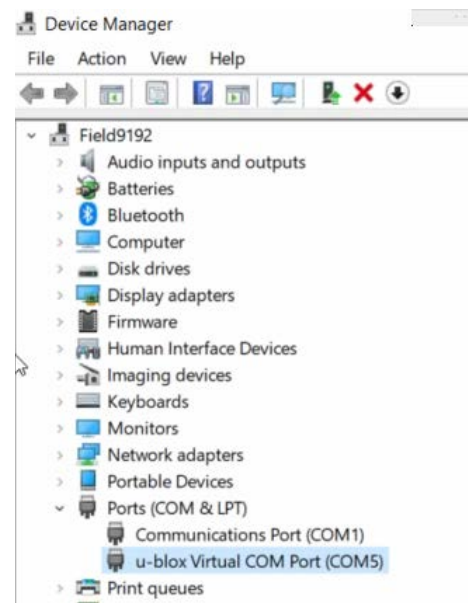 Device Manager
File Action View Help
Field9192
Audio inputs and outputs
Batteries
Bluetooth
Computer
Disk drives
Display adapters
Firmware
Human Interface Devices
Imaging devices
Keyboards
Monitors
Network adapters
Portable Devices
Ports (COM & LPT)
Communications Port (COM1)
u-blox Virtual COM Port (COM5)
Print queues